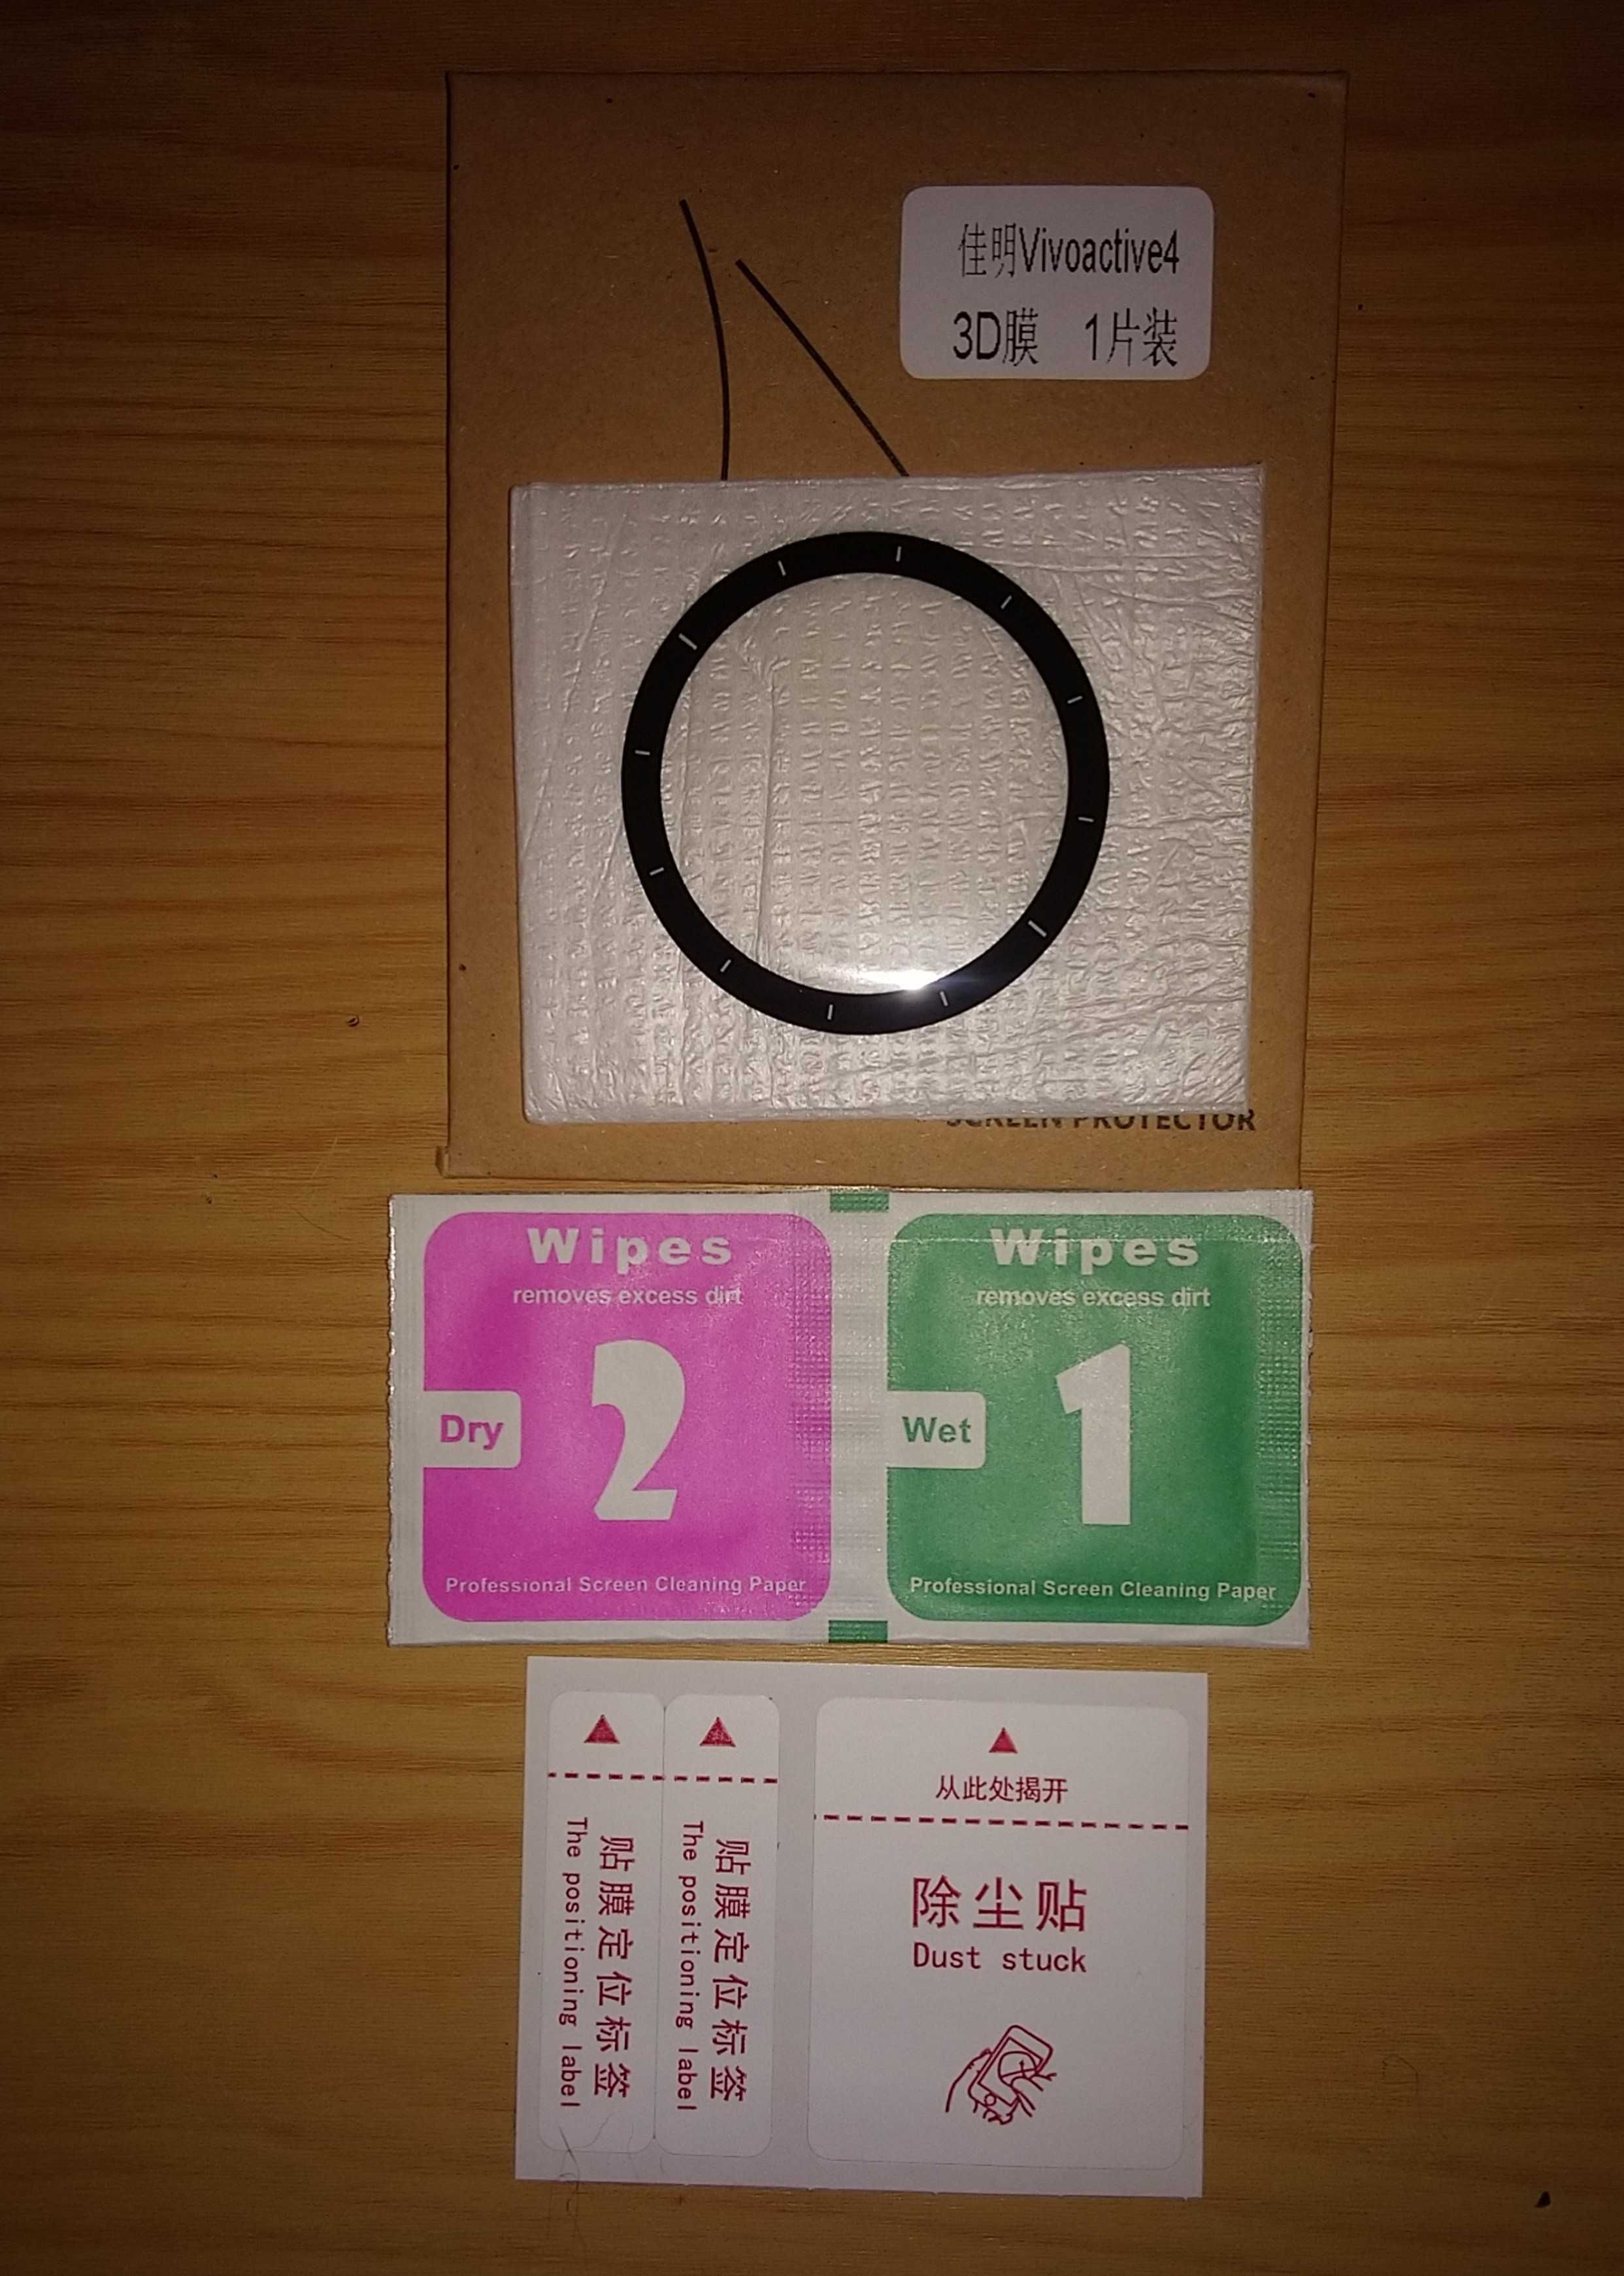 佳明Vivoactive4
3D膜 1片装
SCREEN PROTECTOR
Wipes
removes excess dirt
2
Dry
Professional Screen Cleaning Paper
Wipes
removes excess dirt
1
Wet
Professional Screen Cleaning Paper
贴膜定位标签
The positioning label
贴膜定位标签
The positioning label
从此处揭开
除尘贴
Dust stuck